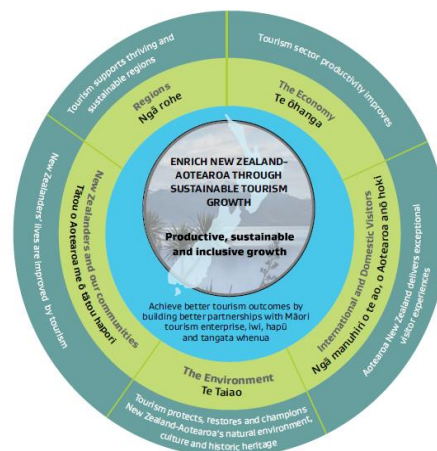 Tourism supports thriving and
sustainable regions
Regions
Ngā rohe
Tourism sector productivity improves
The Economy
Te ōhanga
ENRICH NEW ZEALAND-
AOTEAROA THROUGH
SUSTAINABLE TOURISM
GROWTH
Productive, sustainable
and inclusive growth
Achieve better tourism outcomes by
building better partnerships with Māori
tourism enterprise, iwi, hapū
and tangata whenua
New Zealanders' lives are improved by tourism
New Zealanders and our communities
Tātou o Aotearoa me ō tātou hapori
International and Domestic Visitors
Ngā manuhiri o te ao, o Aotearoa anō hoki
Aotearoa New Zealand delivers exceptional
visitor experiences
The Environment
Te Taiao
Tourism protects, restores and champions
New Zealand-Aotearoa's natural environment,
culture and historic heritage